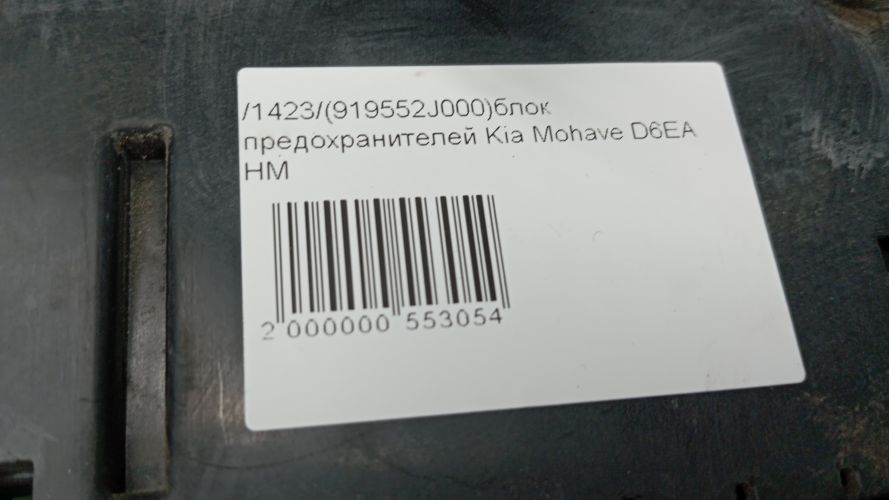 /1423/(919552J000)блок
предохранителей Kia Mohave D6EA
HM
2 000000 553054